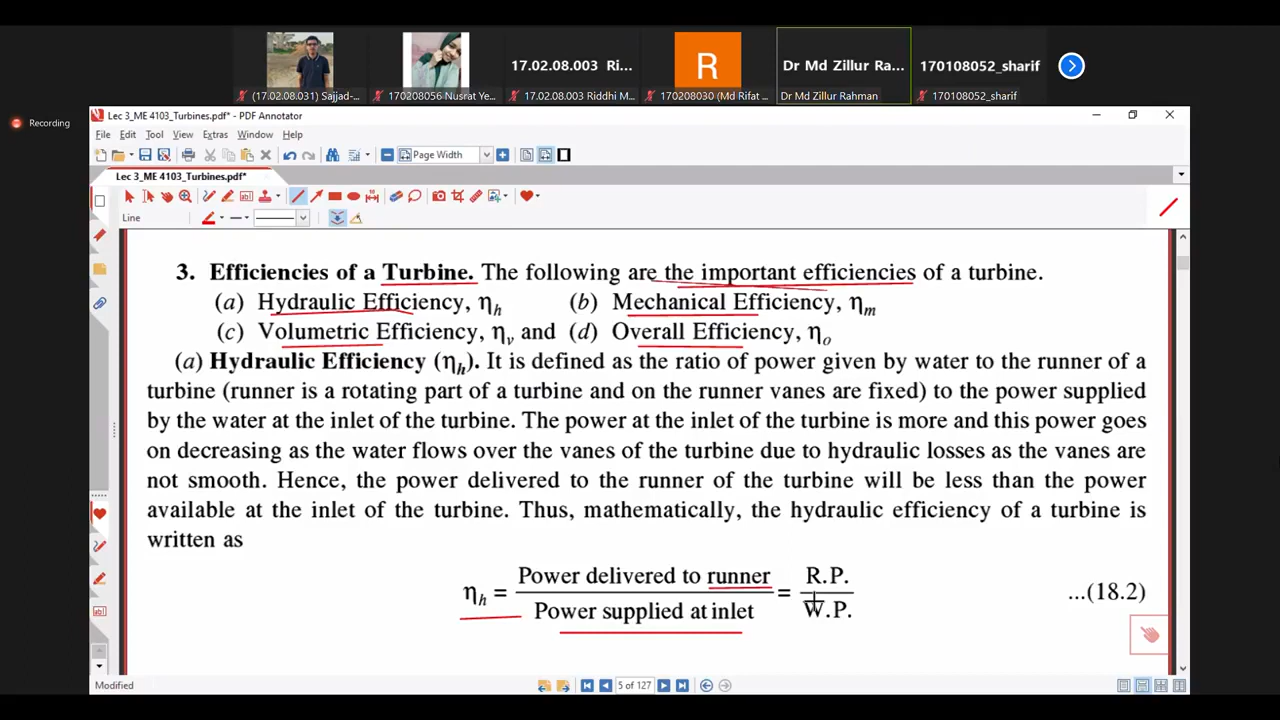 17.02.08.003 Ri...
R
Dr Md Zillur Ra...
170108052_sharif
(17.02.08.031) Sajjad-...
170208056 Nusrat Ye...
17.02.08.003 Riddhi M...
170208030 (Md Rifat ...
Dr Md Zillur Rahman
170108052_sharif
Recording
Lec 3_ME 4103_Turbines.pdf* - PDF Annotator
File Edit Tool View Extras Window Help
Page Width
Lec 3_ME 4103_Turbines.pdf*
Line
3. Efficiencies of a Turbine. The following are the important efficiencies of a turbine.
(a) Hydraulic Efficiency, ηh (b) Mechanical Efficiency, ηm
(c) Volumetric Efficiency, ηv and (d) Overall Efficiency, ηo
(a) Hydraulic Efficiency (ηh). It is defined as the ratio of power given by water to the runner of a
turbine (runner is a rotating part of a turbine and on the runner vanes are fixed) to the power supplied
by the water at the inlet of the turbine. The power at the inlet of the turbine is more and this power goes
on decreasing as the water flows over the vanes of the turbine due to hydraulic losses as the vanes are
not smooth. Hence, the power delivered to the runner of the turbine will be less than the power
available at the inlet of the turbine. Thus, mathematically, the hydraulic efficiency of a turbine is
written as
ηh = Power delivered to runner / Power supplied at inlet = R.P. / W.P. ...(18.2)
Modified
5 of 127